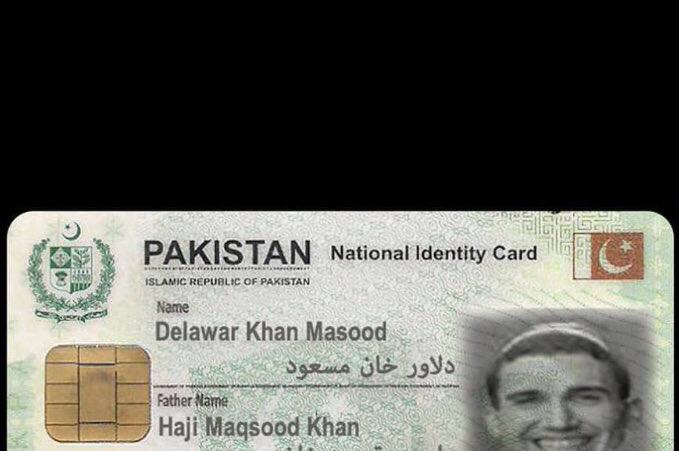 PAKISTAN National Identity Card
ISLAMIC REPUBLIC OF PAKISTAN
Name
Delawar Khan Masood
دلاور خان مسعود
Father Name
Haji Maqsood Khan